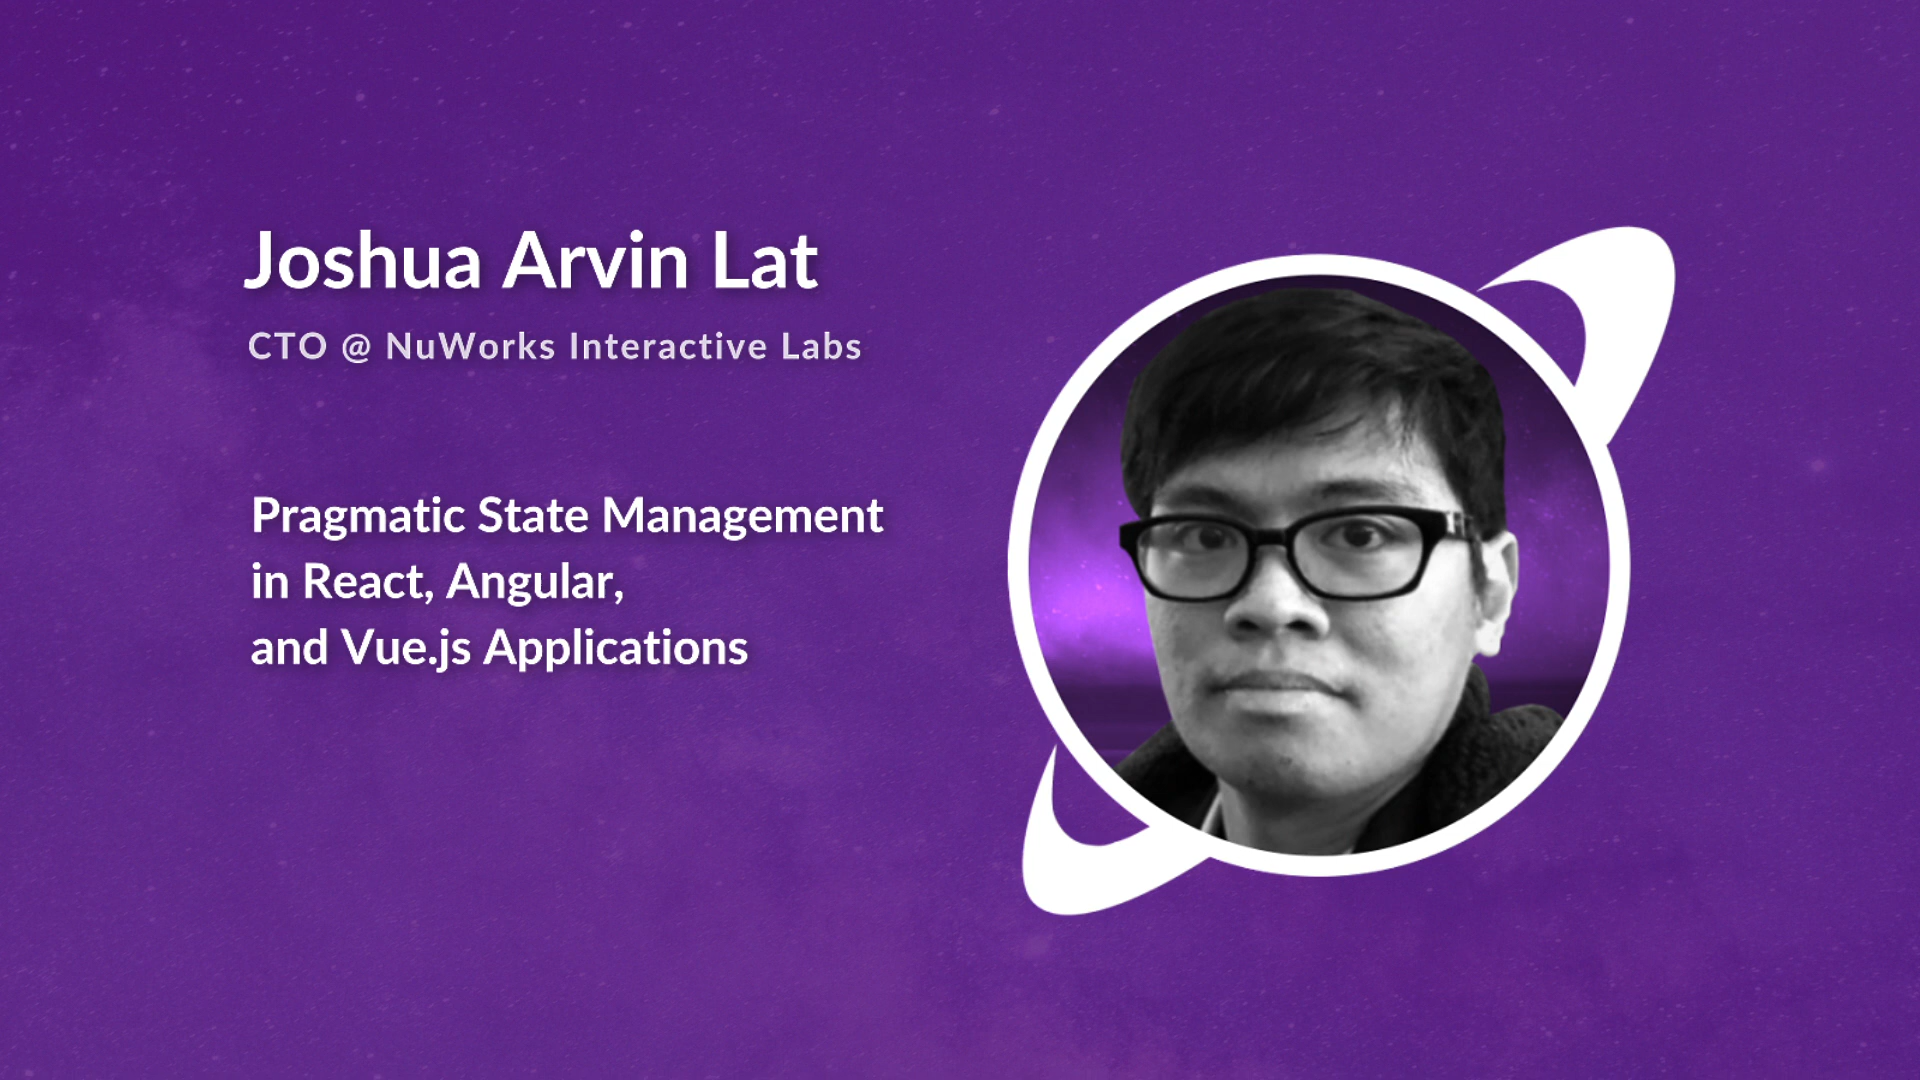 Joshua Arvin Lat
CTO @ NuWorks Interactive Labs
Pragmatic State Management
in React, Angular,
and Vue.js Applications